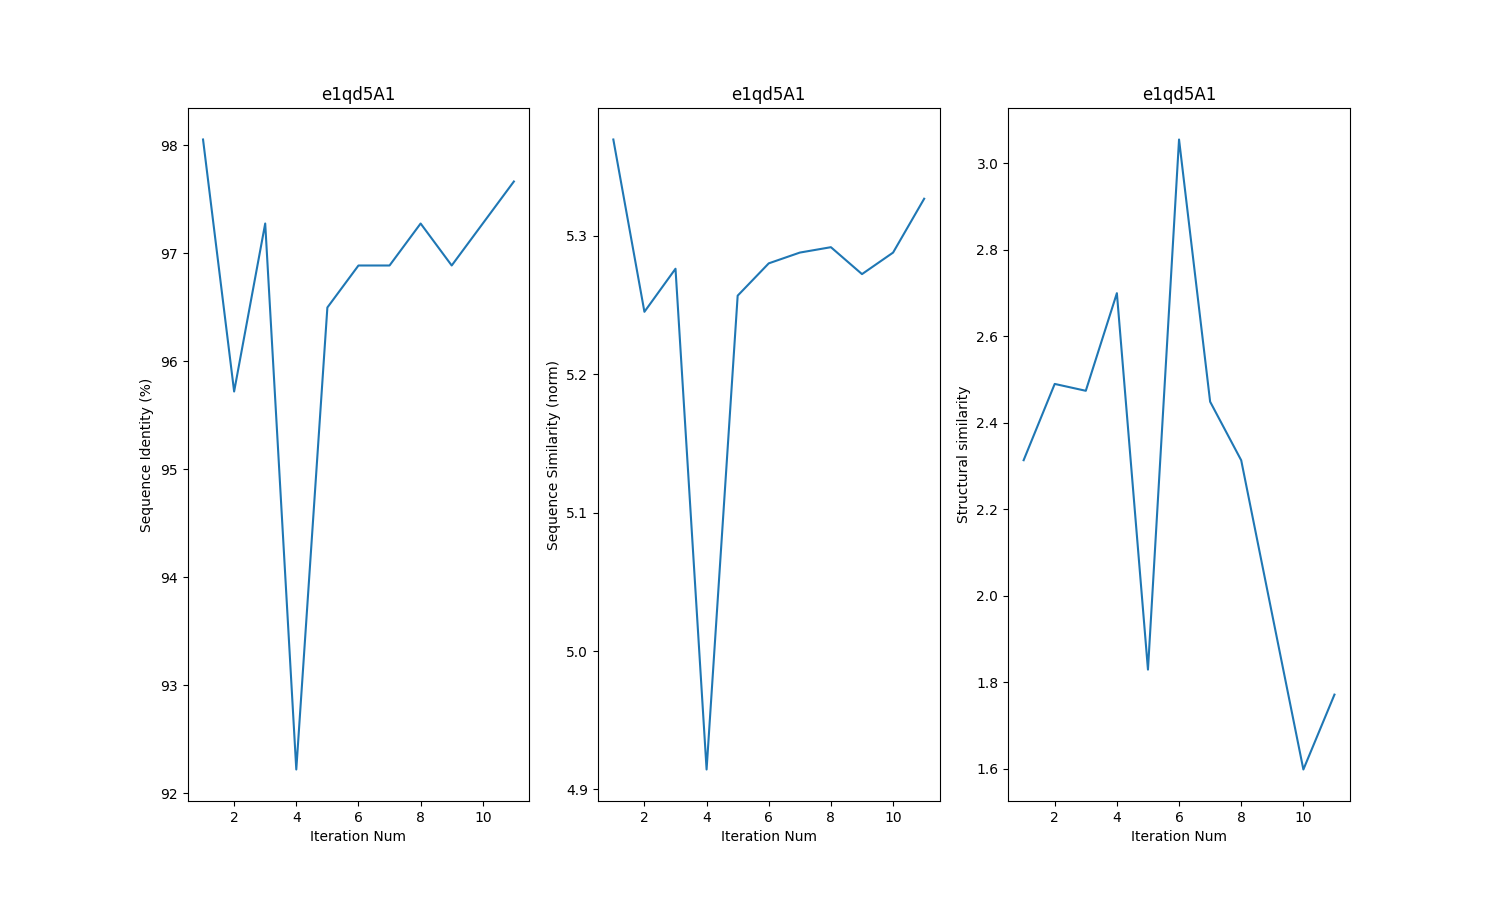 e1qd5A1
98
97
96
95
94
93
92
Sequence Identity (%)
2 4 6 8 10
Iteration Num
e1qd5A1
5.3
5.2
5.1
5.0
4.9
Sequence Similarity (norm)
2 4 6 8 10
Iteration Num
e1qd5A1
3.0
2.8
2.6
2.4
2.2
2.0
1.8
1.6
Structural similarity
2 4 6 8 10
Iteration Num